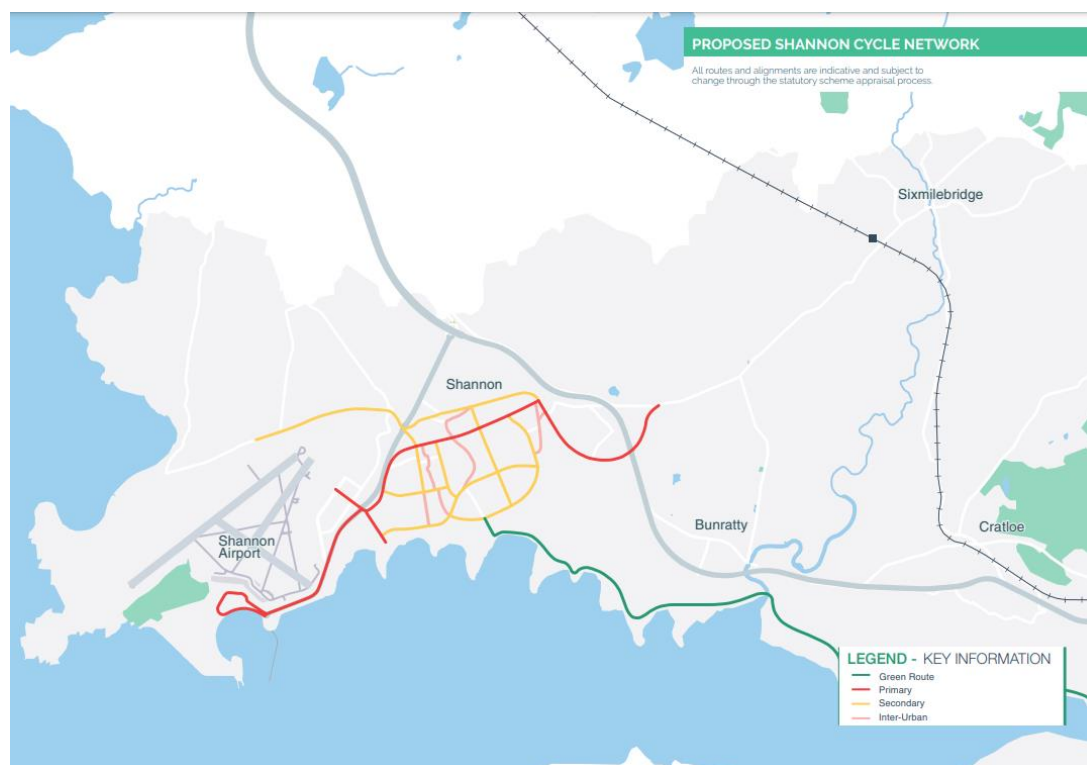 PROPOSED SHANNON CYCLE NETWORK
All routes and alignments are indicative and subject to
change through the statutory scheme appraisal process.
Sixmilebridge
Shannon
Bunratty
Cratloe
Shannon
Airport
LEGEND - KEY INFORMATION
Green Route
Primary
Secondary
Inter-Urban